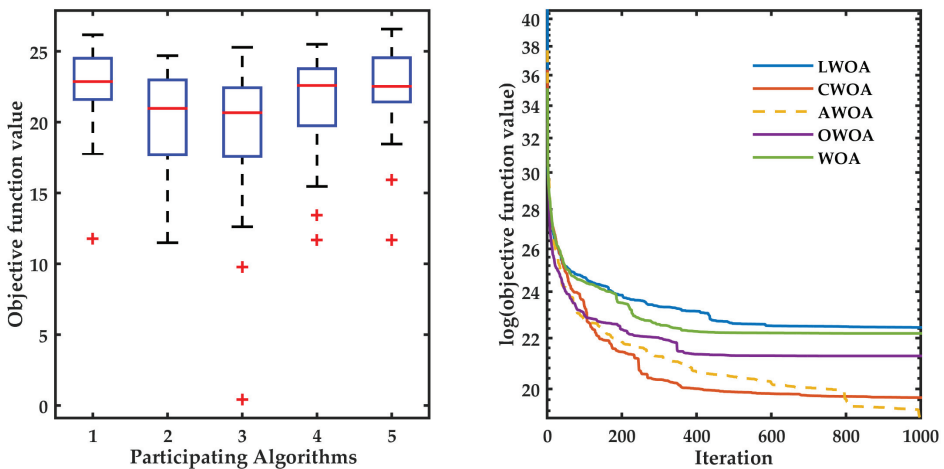 Objective function value
25
20
15
10
5
0
1 2 3 4 5
Participating Algorithms
log(objective function value)
40
38
36
34
32
30
28
26
24
22
20
LWOA
CWOA
AWOA
OWOA
WOA
0 200 400 600 800 1000
Iteration